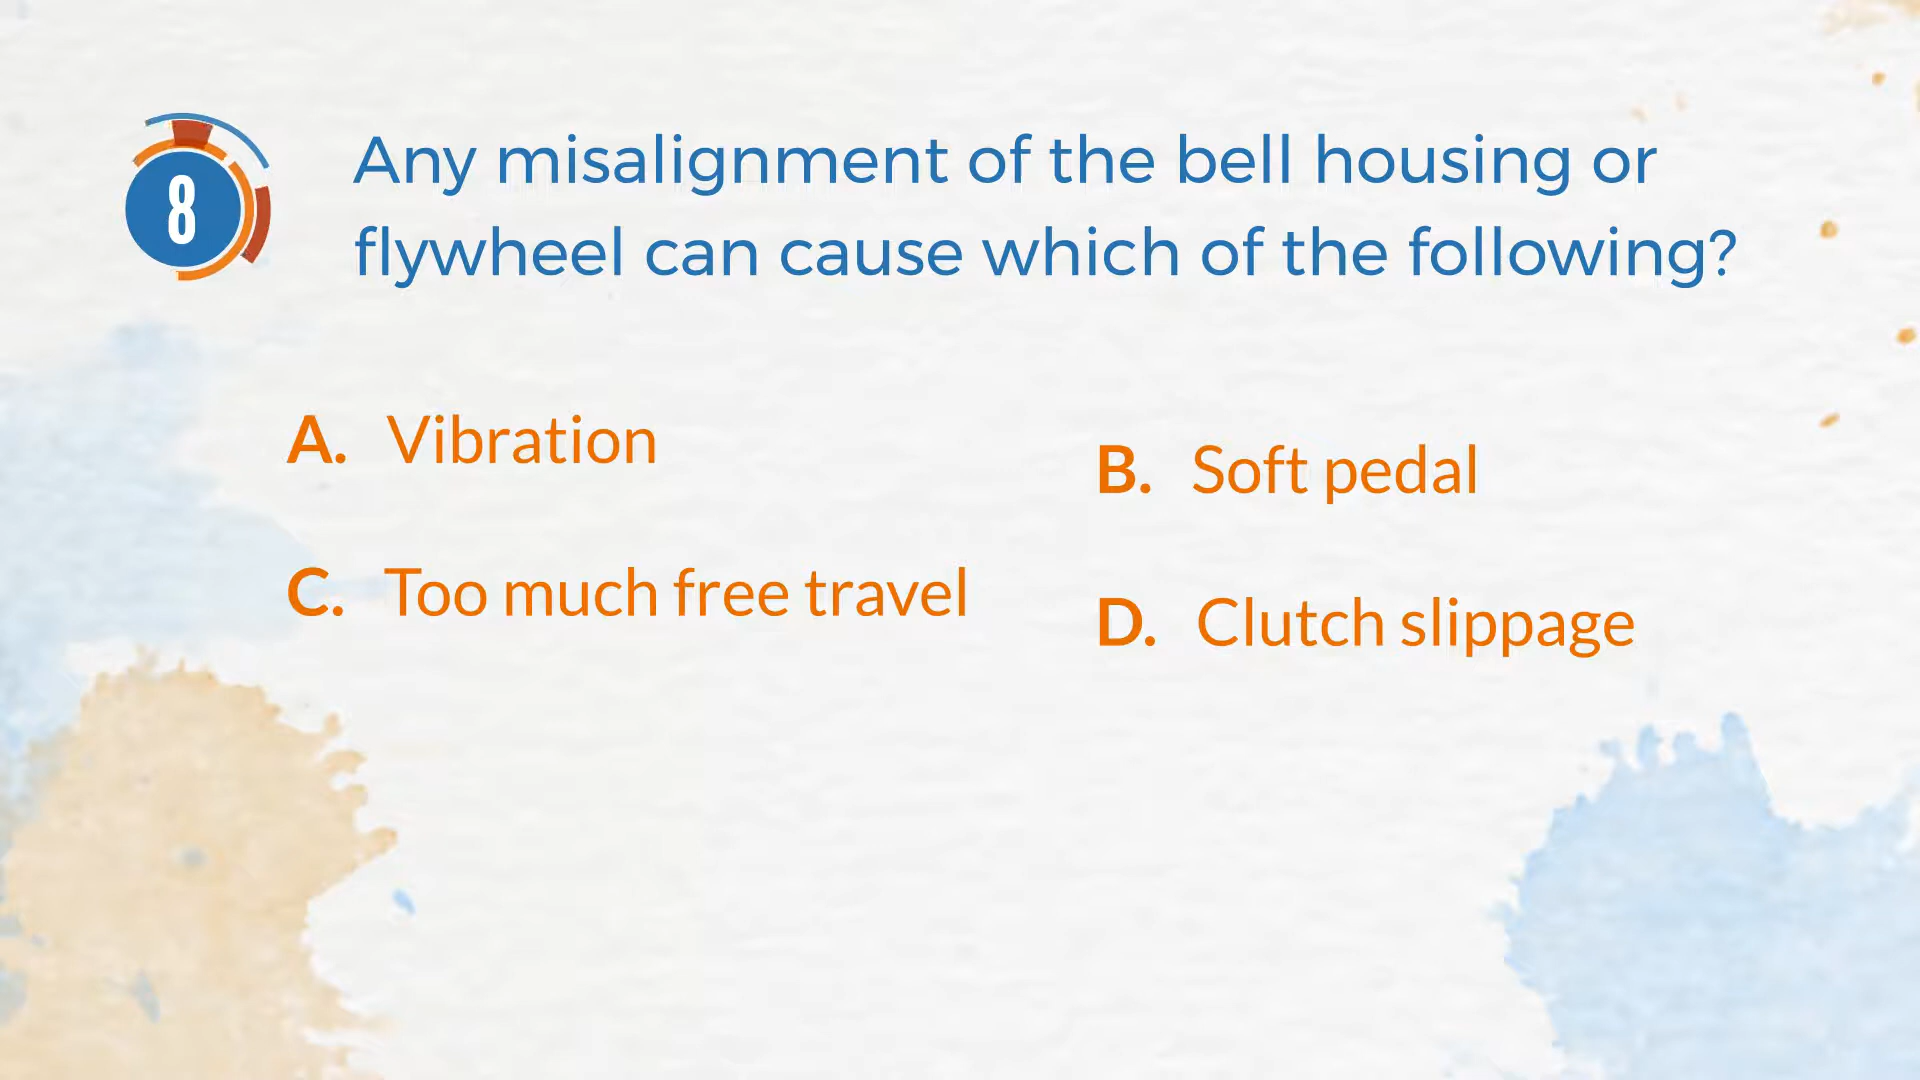 8
Any misalignment of the bell housing or
flywheel can cause which of the following?
A. Vibration
B. Soft pedal
C. Too much free travel
D. Clutch slippage